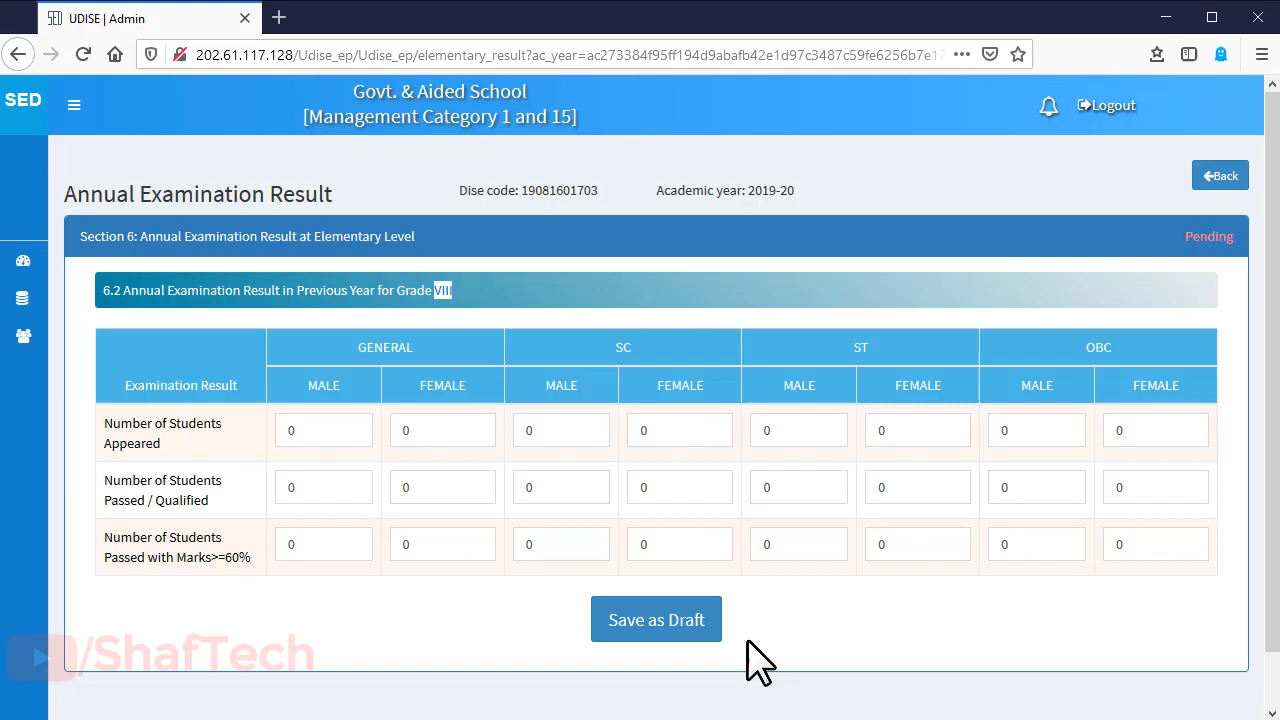 UDISE | Admin
202.61.117.128/Udise_ep/Udise_ep/elementary_result?ac_year=ac273384f95ff194d9abafb42e1d97c3487c59fe6256b7e17
SED
Govt. & Aided School
[Management Category 1 and 15]
Logout
Annual Examination Result
Dise code: 19081601703
Academic year: 2019-20
Back
Section 6: Annual Examination Result at Elementary Level
Pending
6.2 Annual Examination Result in Previous Year for Grade VIII
Examination Result
GENERAL SC ST OBC
MALE FEMALE MALE FEMALE MALE FEMALE MALE FEMALE
Number of Students
Appeared
0 0 0 0 0 0 0 0
Number of Students
Passed / Qualified
0 0 0 0 0 0 0 0
Number of Students
Passed with Marks>=60%
0 0 0 0 0 0 0 0
Save as Draft
/ShafTech